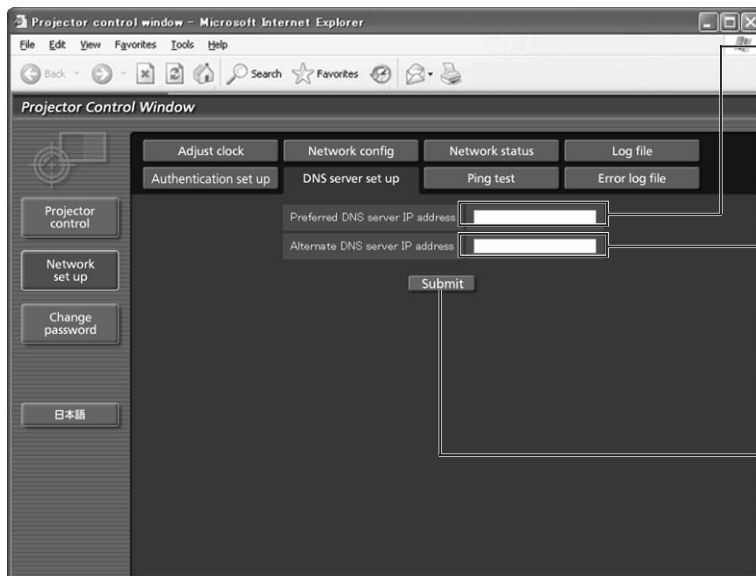 Projector control window - Microsoft Internet Explorer
File Edit View Favorites Tools Help
Back Search Favorites
Projector Control Window
Adjust clock Network config Network status Log file
Authentication set up DNS server set up Ping test Error log file
Projector
control
Preferred DNS server IP address
Alternate DNS server IP address
Network
set up
Submit
Change
password
日本語